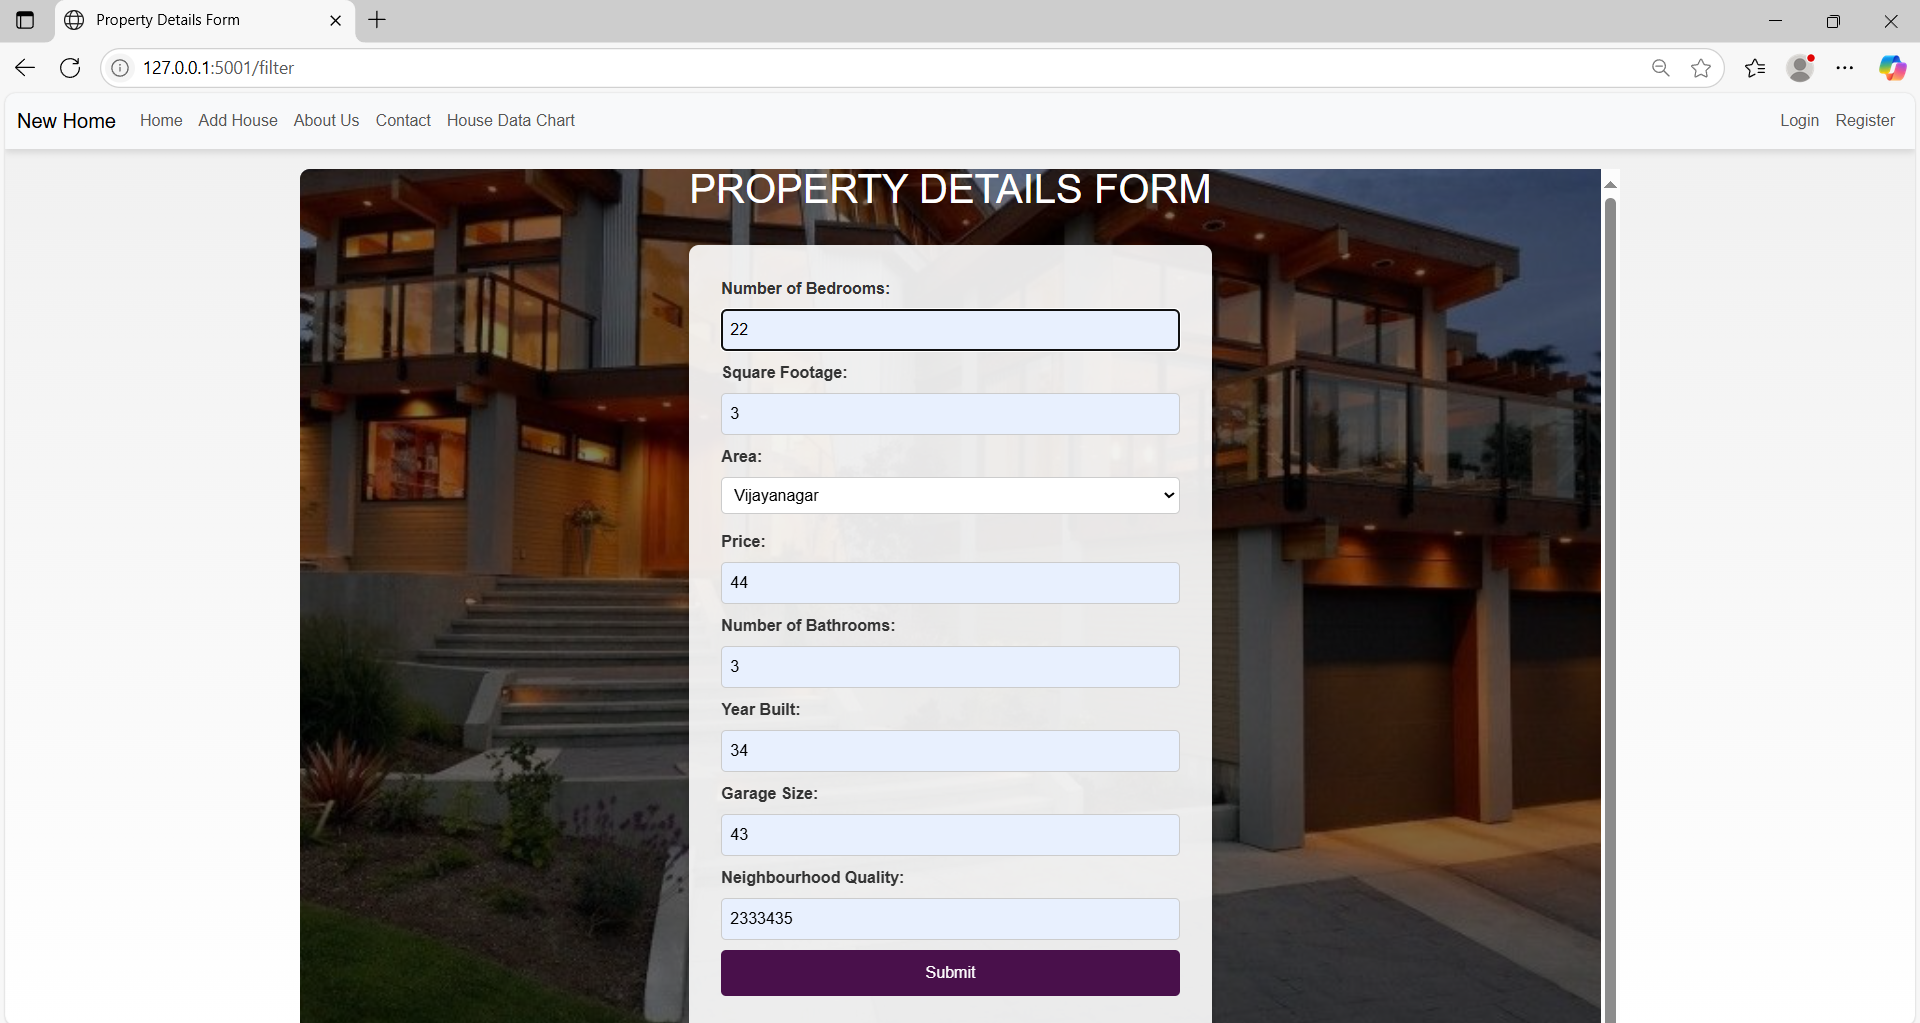 Property Details Form
127.0.0.1:5001/filter
New Home Home Add House About Us Contact House Data Chart Login Register
PROPERTY DETAILS FORM
Number of Bedrooms:
22
Square Footage:
3
Area:
Vijayanagar
Price:
44
Number of Bathrooms:
3
Year Built:
34
Garage Size:
43
Neighbourhood Quality:
2333435
Submit